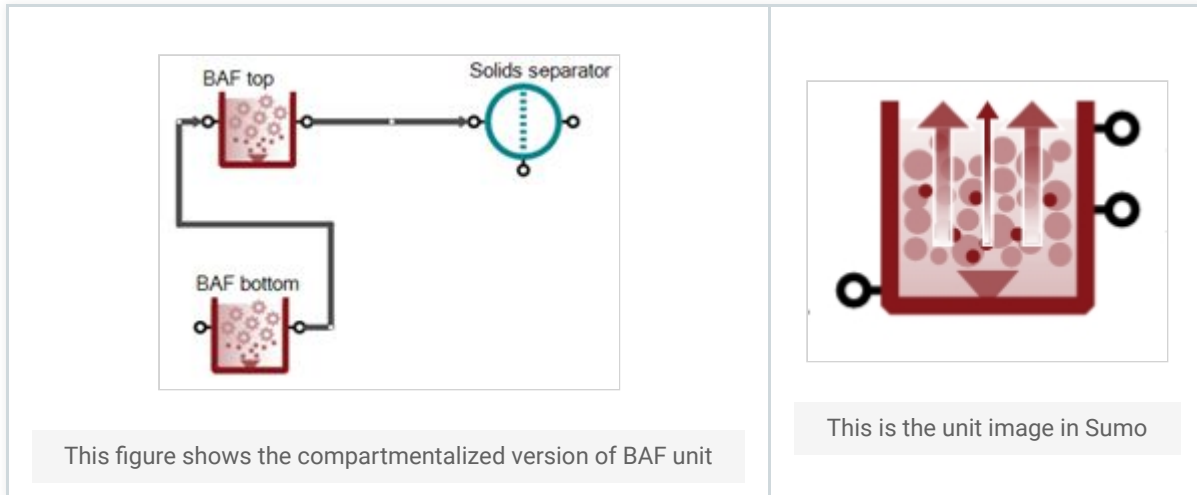 BAF top
Solids separator
BAF bottom
This figure shows the compartmentalized version of BAF unit
This is the unit image in Sumo